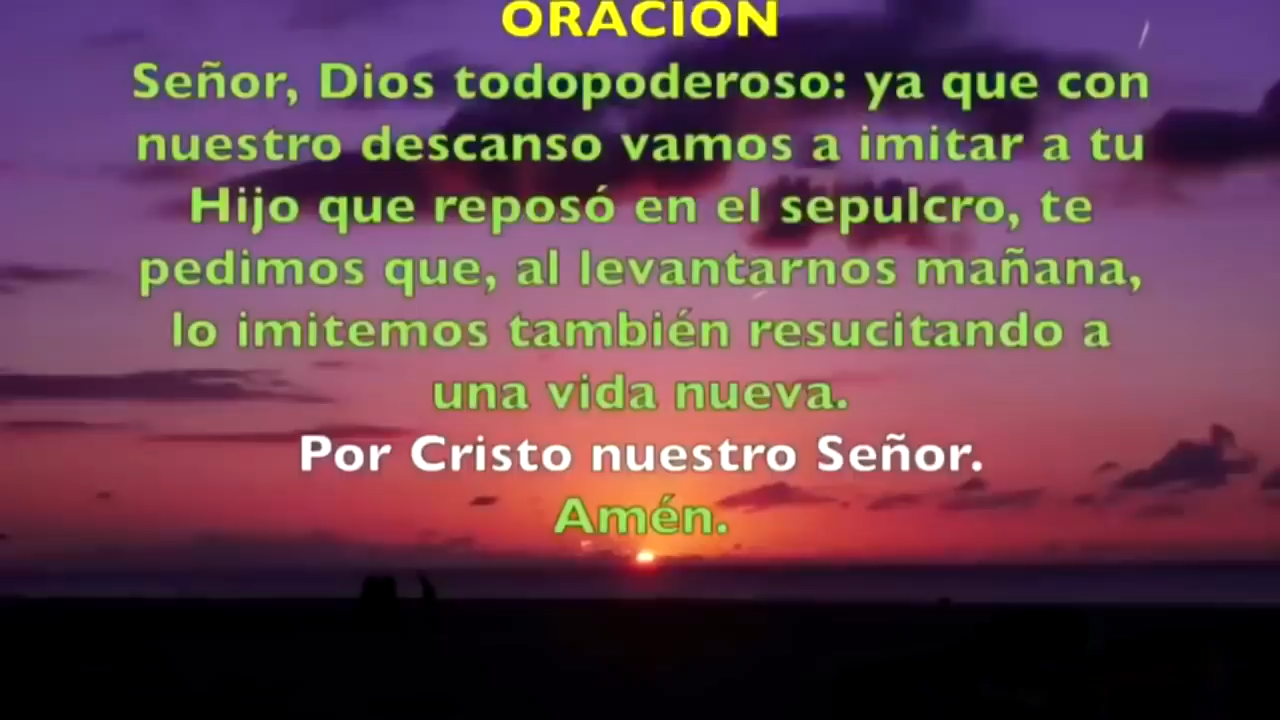 ORACIÓN
Señor, Dios todopoderoso: ya que con
nuestro descanso vamos a imitar a tu
Hijo que reposó en el sepulcro, te
pedimos que, al levantarnos mañana,
lo imitemos también resucitando a
una vida nueva.
Por Cristo nuestro Señor.
Amén.